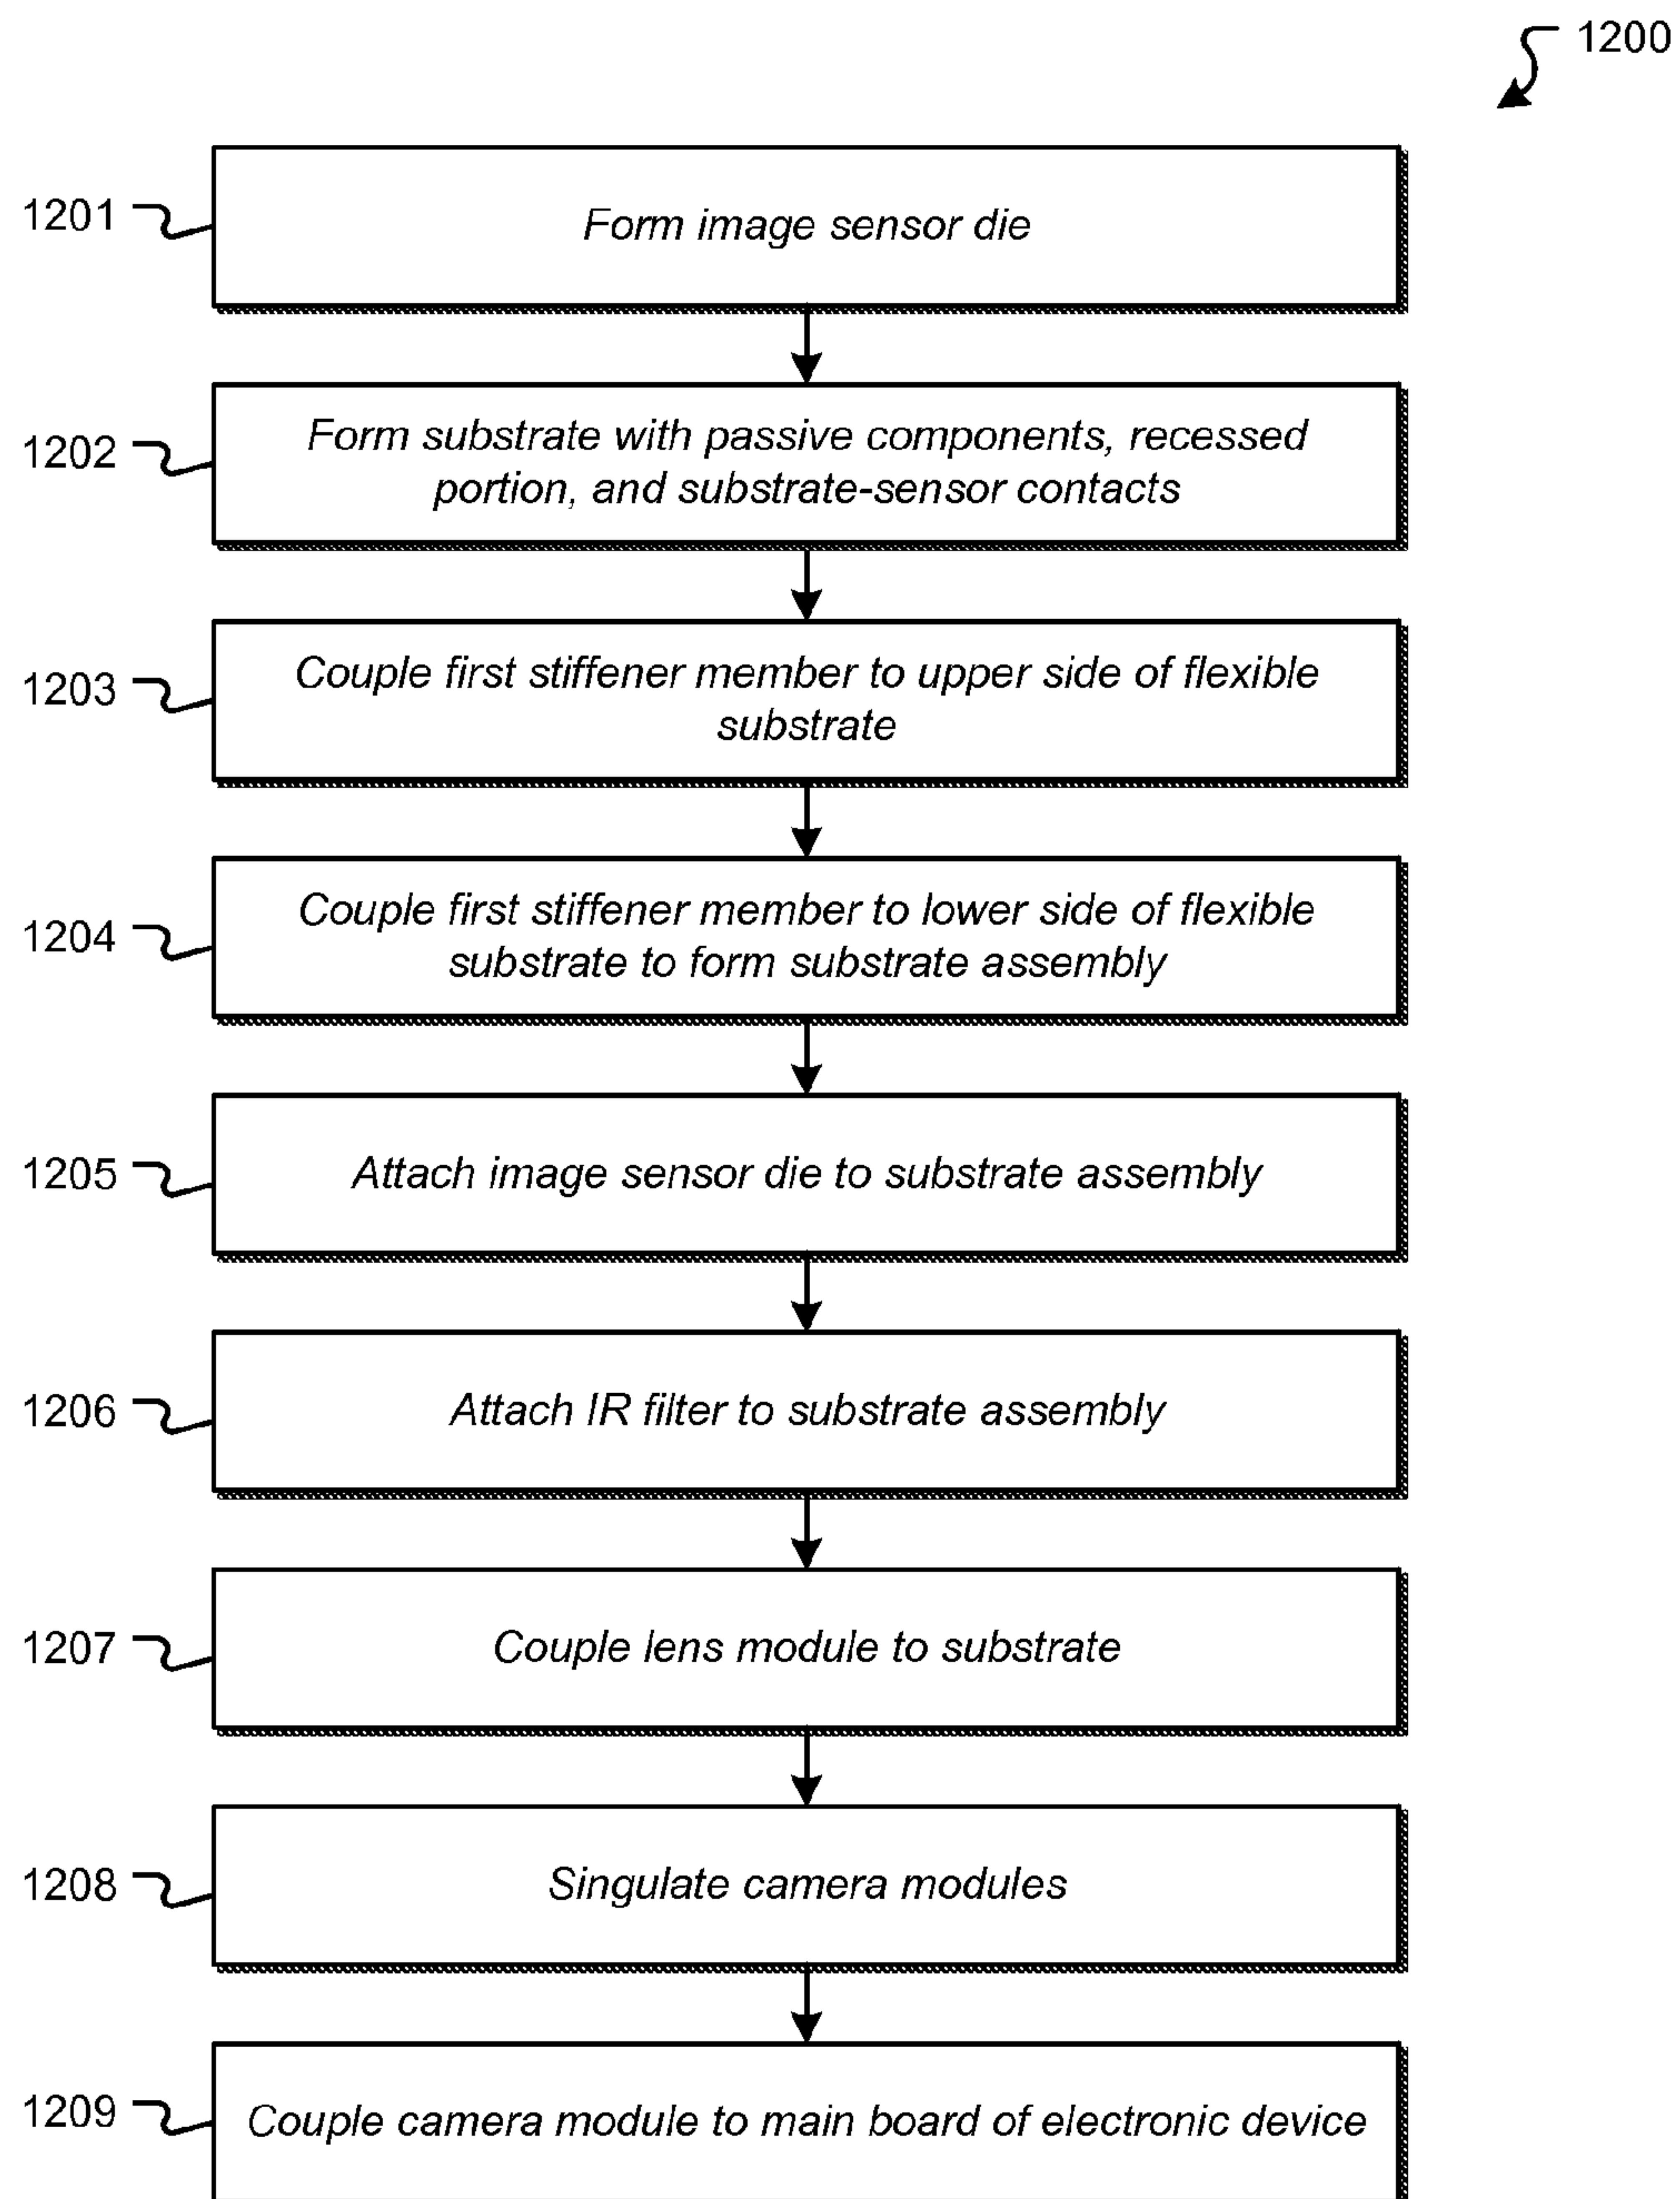 1200
1201
Form image sensor die
1202
Form substrate with passive components, recessed
portion, and substrate-sensor contacts
1203
Couple first stiffener member to upper side of flexible
substrate
1204
Couple first stiffener member to lower side of flexible
substrate to form substrate assembly
1205
Attach image sensor die to substrate assembly
1206
Attach IR filter to substrate assembly
1207
Couple lens module to substrate
1208
Singulate camera modules
1209
Couple camera module to main board of electronic device